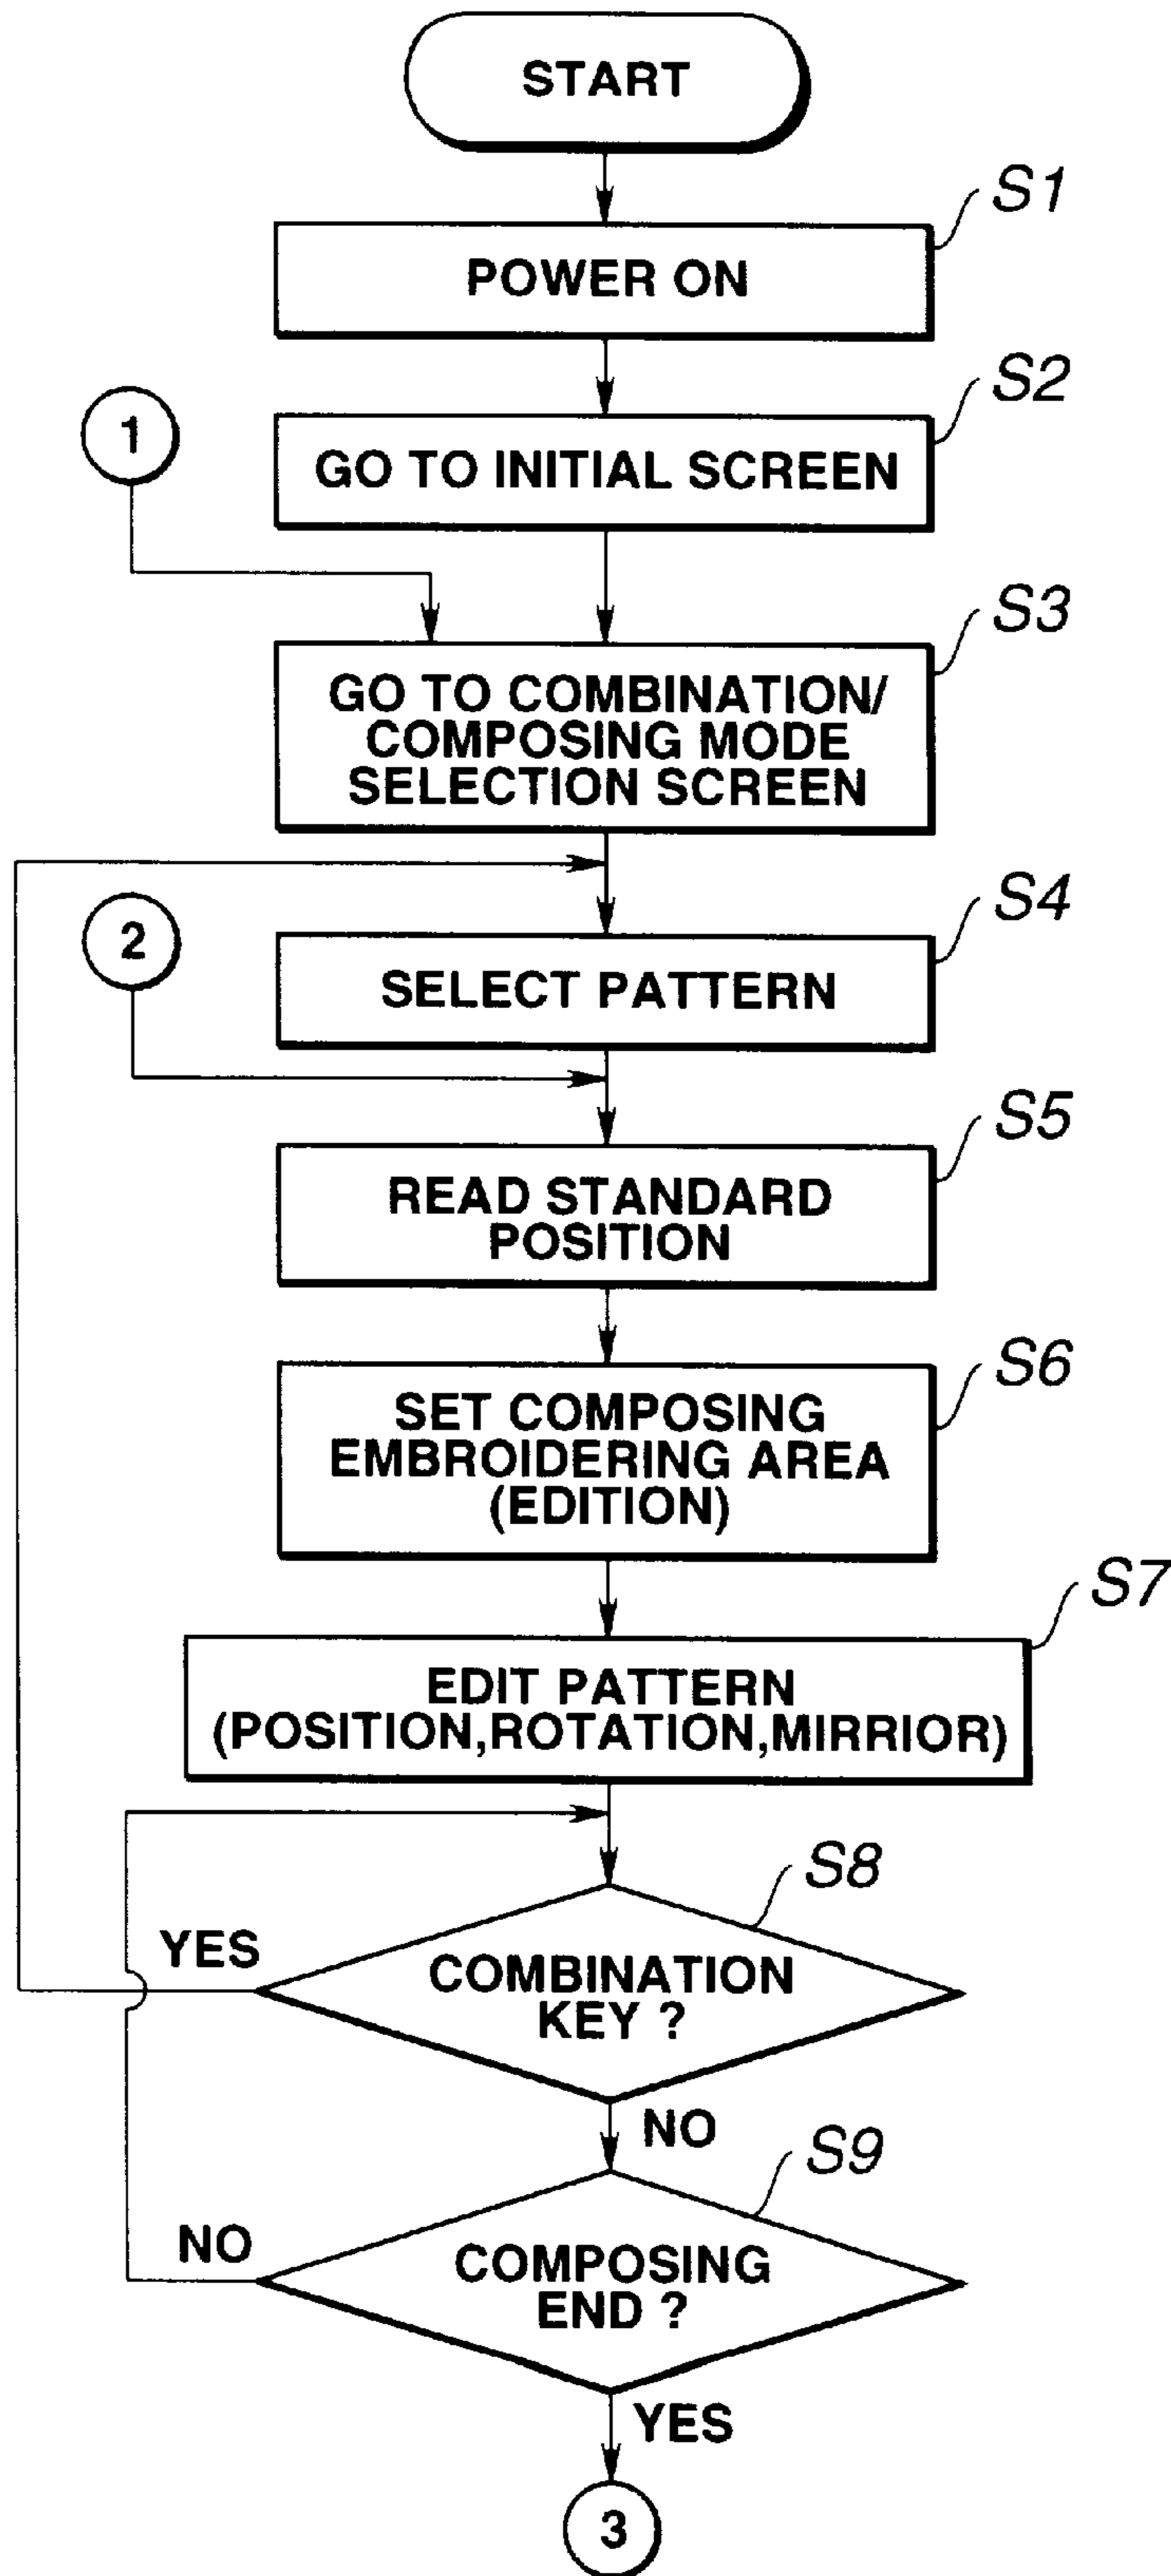 START
S1
POWER ON
S2
1
GO TO INITIAL SCREEN
S3
GO TO COMBINATION/
COMPOSING MODE
SELECTION SCREEN
S4
2
SELECT PATTERN
S5
READ STANDARD
POSITION
S6
SET COMPOSING
EMBROIDERING AREA
(EDITION)
S7
EDIT PATTERN
(POSITION,ROTATION,MIRRIOR)
S8
YES
COMBINATION
KEY ?
NO
S9
NO
COMPOSING
END ?
YES
3